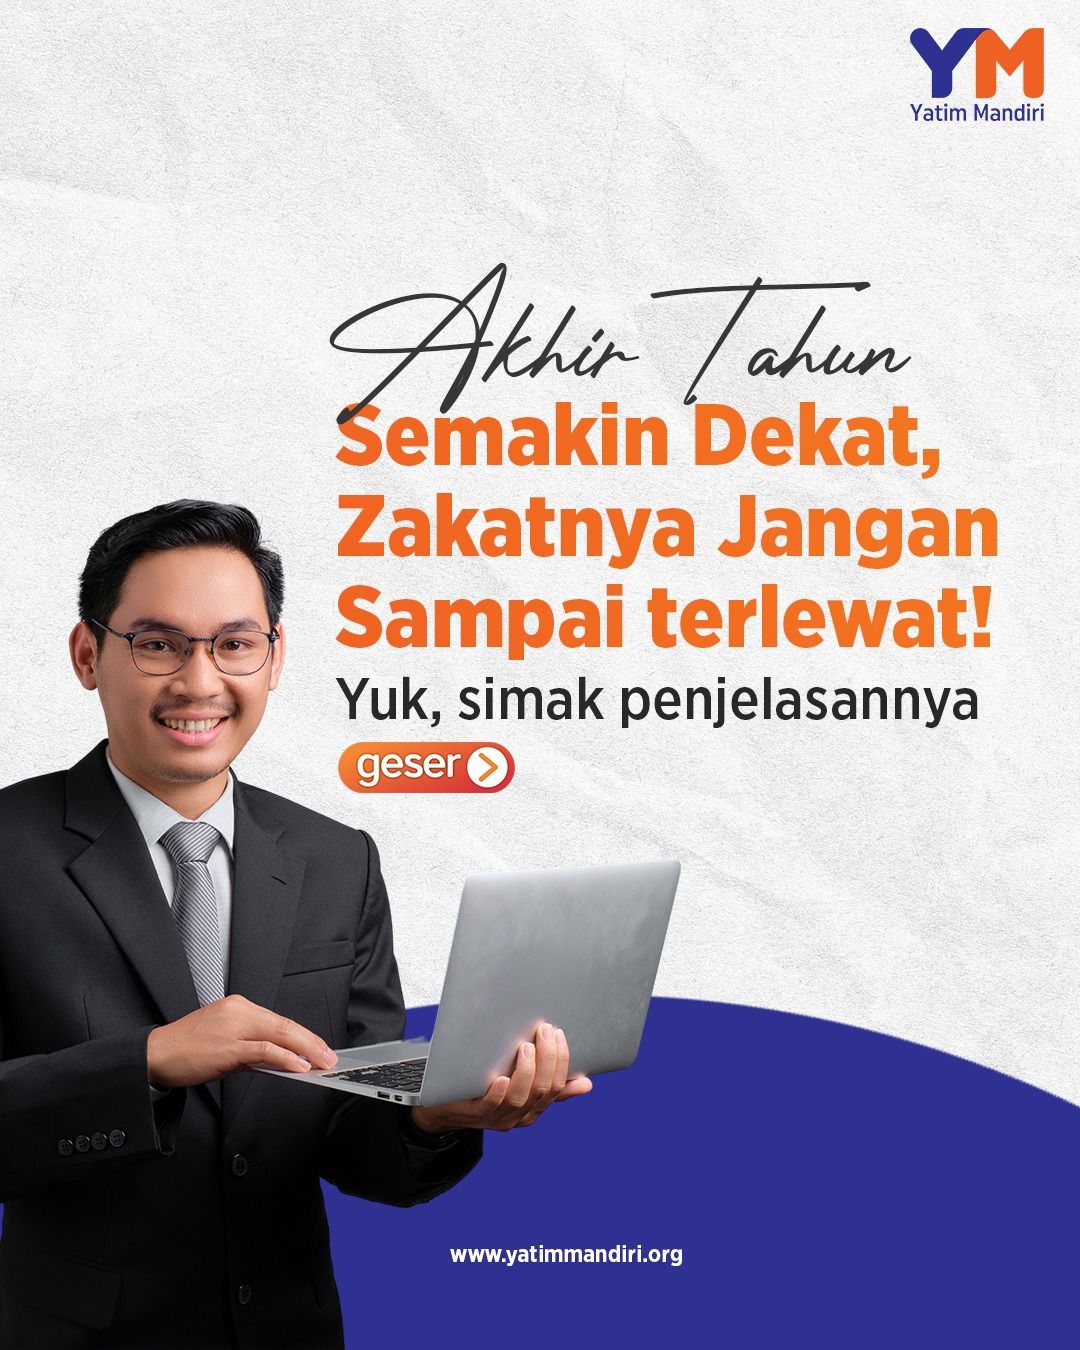 YM
Yatim Mandiri
Akhir Tahun
Semakin Dekat,
Zakatnya Jangan
Sampai terlewat!
Yuk, simak penjelasannya
geser
www.yatimmandiri.org